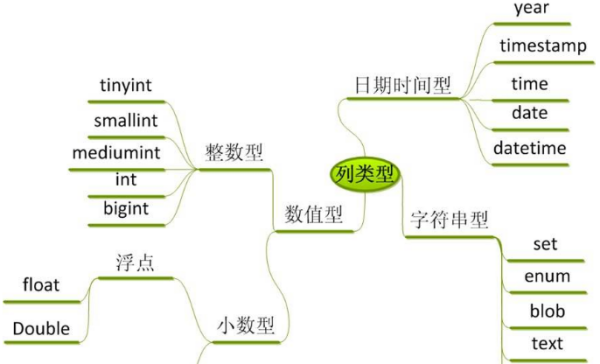 year
timestamp
日期时间型
time
date
datetime
tinyint
smallint
mediumint
int
bigint
整数型
列类型
数值型
字符串型
set
enum
blob
text
浮点
float
Double
小数型